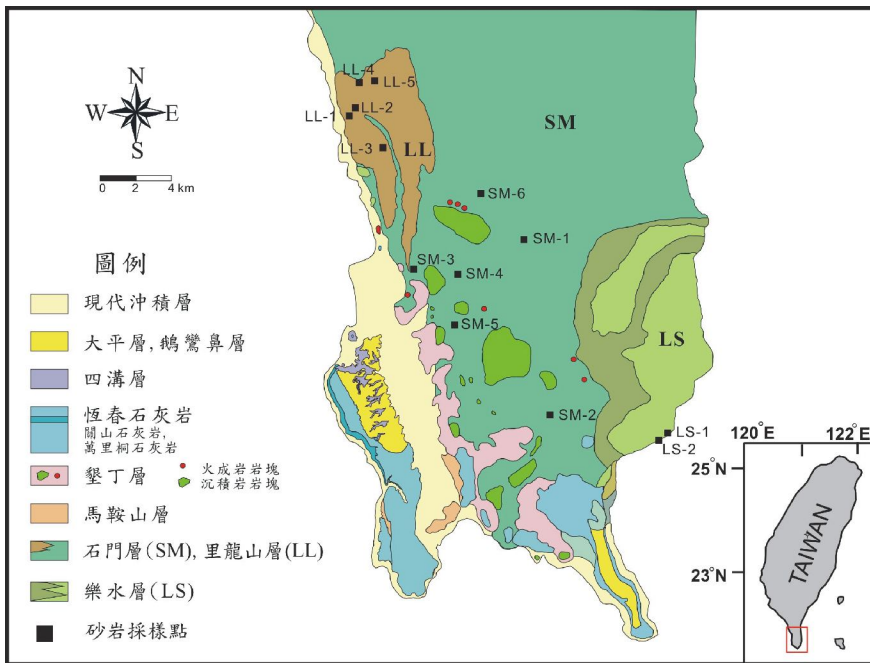 N
W
E
S
0
2
4 km
LL-4
LL-5
LL-2
LL-1
LL-3
LL
SM
SM-6
SM-1
SM-3
SM-4
SM-5
SM-2
LS
LS-1
LS-2
圖例
現代沖積層
大平層,鵝鑾鼻層
四溝層
恆春石灰岩
關山石灰岩,
萬里桐石灰岩
墾丁層
火成岩岩塊
沉積岩岩塊
馬鞍山層
石門層(SM),里龍山層(LL)
樂水層(LS)
砂岩採樣點
120°E
122°E
25°N
23°N
TAIWAN